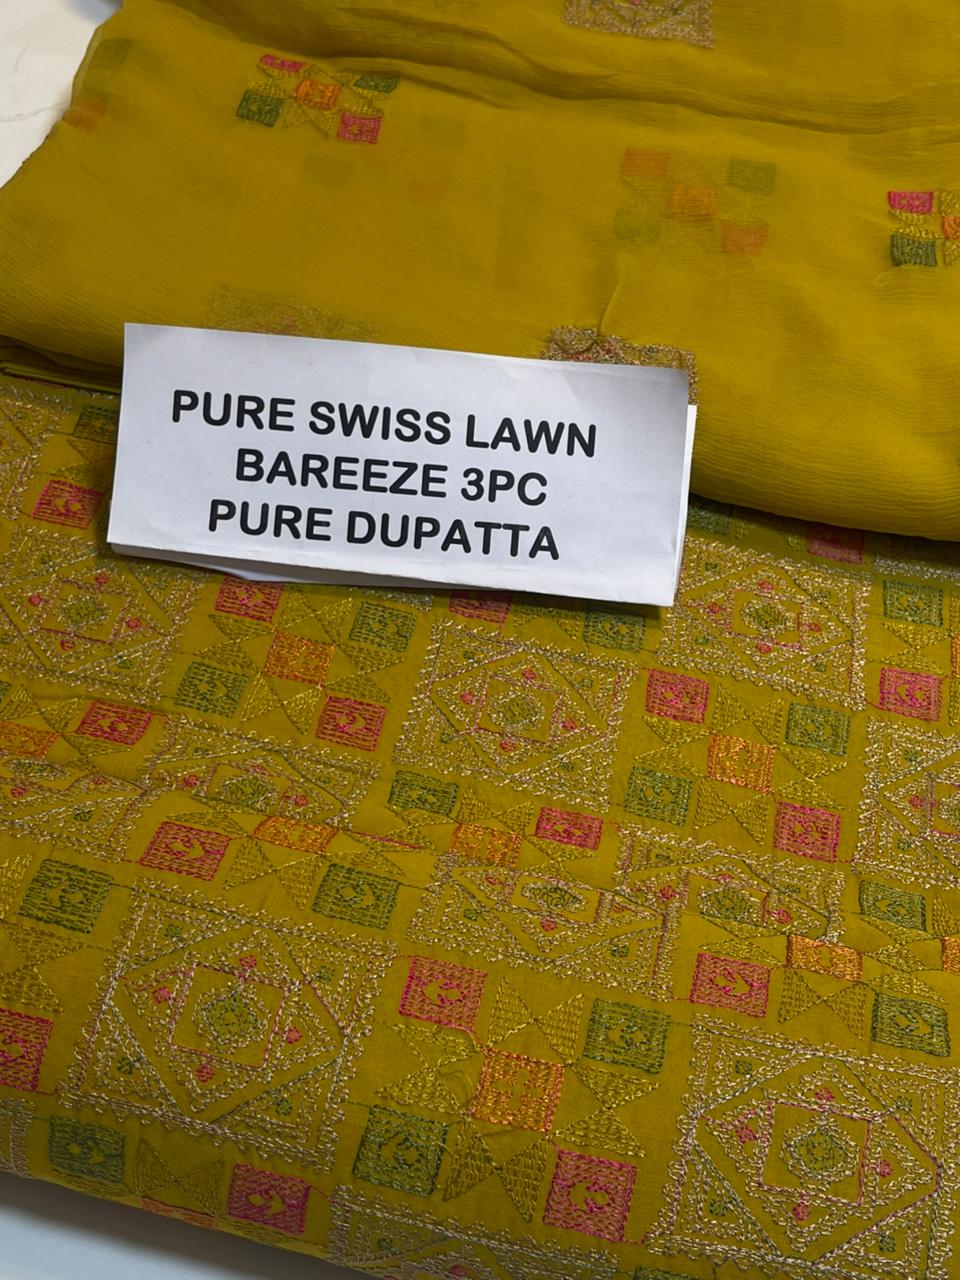 PURE SWISS LAWN
BAREEZE 3PC
PURE DUPATTA